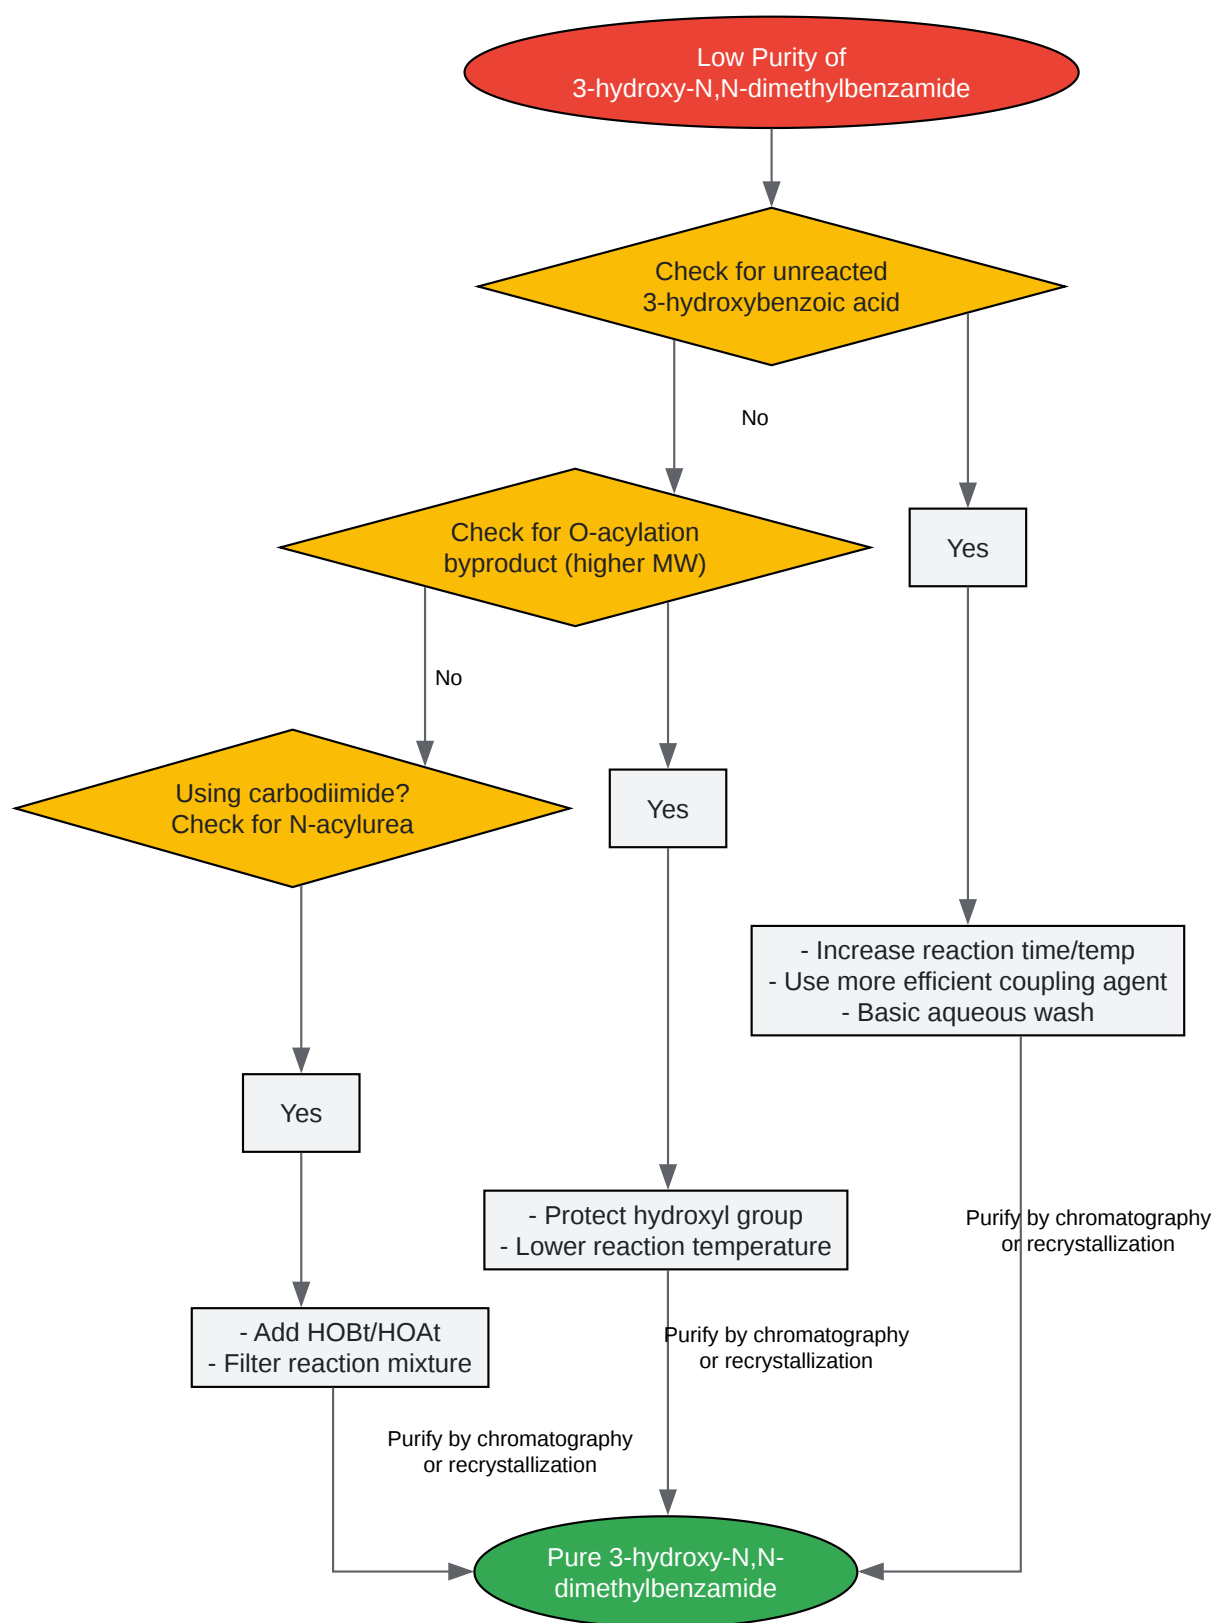 Low Purity of
3-hydroxy-N,N-dimethylbenzamide
Check for unreacted
3-hydroxybenzoic acid
No
Check for O-acylation
byproduct (higher MW)
Yes
No
Using carbodiimide?
Check for N-acylurea
Yes
- Increase reaction time/temp
- Use more efficient coupling agent
- Basic aqueous wash
Yes
- Protect hydroxyl group
- Lower reaction temperature
Purify by chromatography
or recrystallization
- Add HOBt/HOAt
- Filter reaction mixture
Purify by chromatography
or recrystallization
Purify by chromatography
or recrystallization
Pure 3-hydroxy-N,N-
dimethylbenzamide